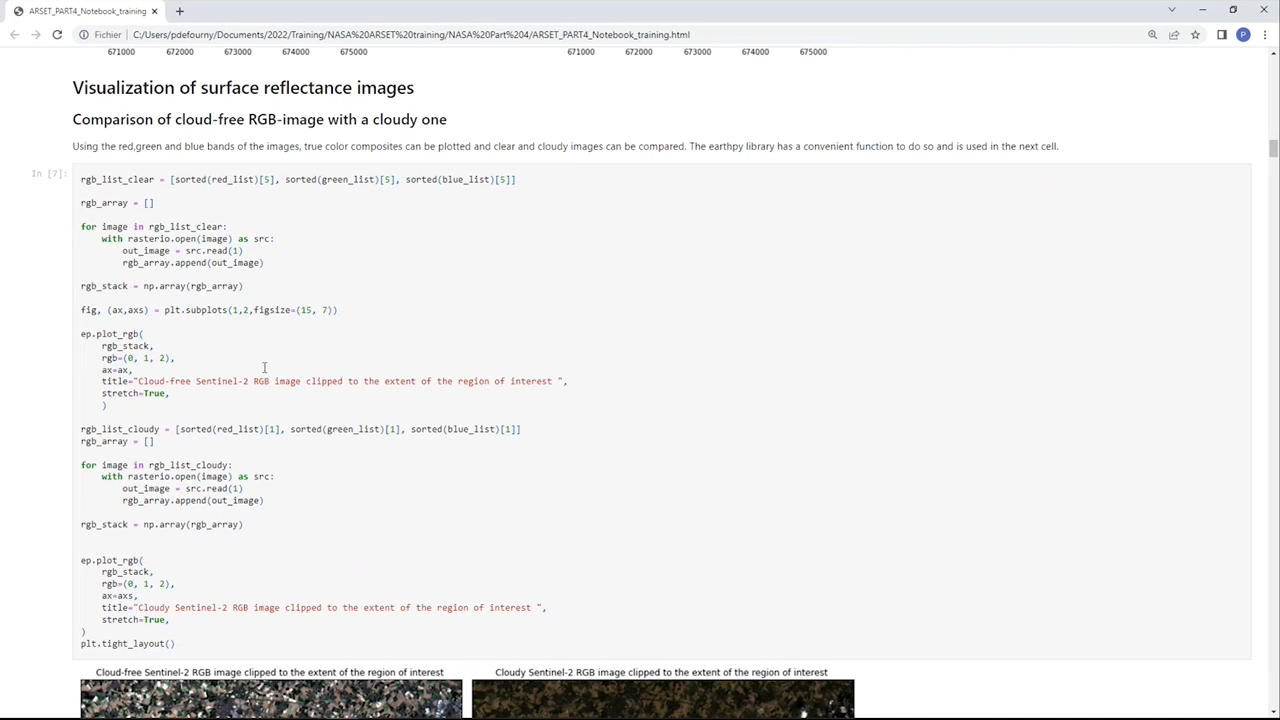 ARSET_PART4_Notebook_training
Fichier C:/Users/pdefourny/Documents/2022/Training/NASA%20ARSET%20training/NASA%20Part%204/ARSET_PART4_Notebook_training.html
P
671000 672000 673000 674000 675000 671000 672000 673000 674000 675000
Visualization of surface reflectance images
Comparison of cloud-free RGB-image with a cloudy one
Using the red,green and blue bands of the images, true color composites can be plotted and clear and cloudy images can be compared. The earthpy library has a convenient function to do so and is used in the next cell.
In [7]:
rgb_list_clear = [sorted(red_list)[5], sorted(green_list)[5], sorted(blue_list)[5]]
rgb_array = []
for image in rgb_list_clear:
with rasterio.open(image) as src:
out_image = src.read(1)
rgb_array.append(out_image)
rgb_stack = np.array(rgb_array)
fig, (ax,axs) = plt.subplots(1,2,figsize=(15, 7))
ep.plot_rgb(
rgb_stack,
rgb=(0, 1, 2),
ax=ax,
title="Cloud-free Sentinel-2 RGB image clipped to the extent of the region of interest ",
stretch=True,
)
rgb_list_cloudy = [sorted(red_list)[1], sorted(green_list)[1], sorted(blue_list)[1]]
rgb_array = []
for image in rgb_list_cloudy:
with rasterio.open(image) as src:
out_image = src.read(1)
rgb_array.append(out_image)
rgb_stack = np.array(rgb_array)
ep.plot_rgb(
rgb_stack,
rgb=(0, 1, 2),
ax=axs,
title="Cloudy Sentinel-2 RGB image clipped to the extent of the region of interest ",
stretch=True,
)
plt.tight_layout()
Cloud-free Sentinel-2 RGB image clipped to the extent of the region of interest
Cloudy Sentinel-2 RGB image clipped to the extent of the region of interest